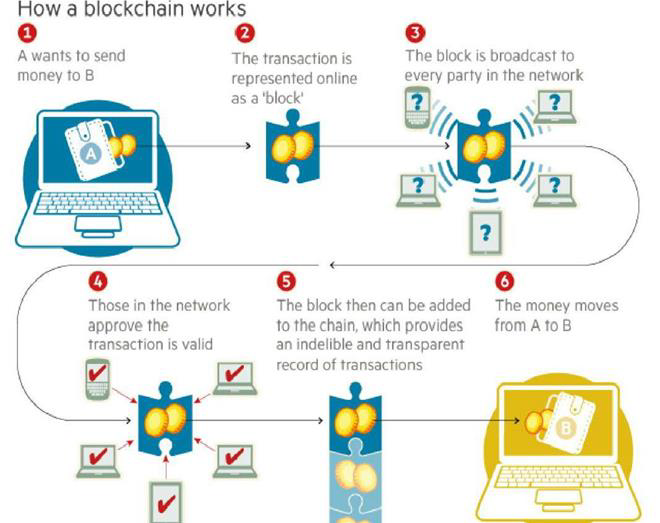 How a blockchain works
1
A wants to send
money to B
2
The transaction is
represented online
as a 'block'
3
The block is broadcast to
every party in the network
A
?
?
?
?
?
4
Those in the network
approve the
transaction is valid
5
The block then can be added
to the chain, which provides
an indelible and transparent
record of transactions
6
The money moves
from A to B
B